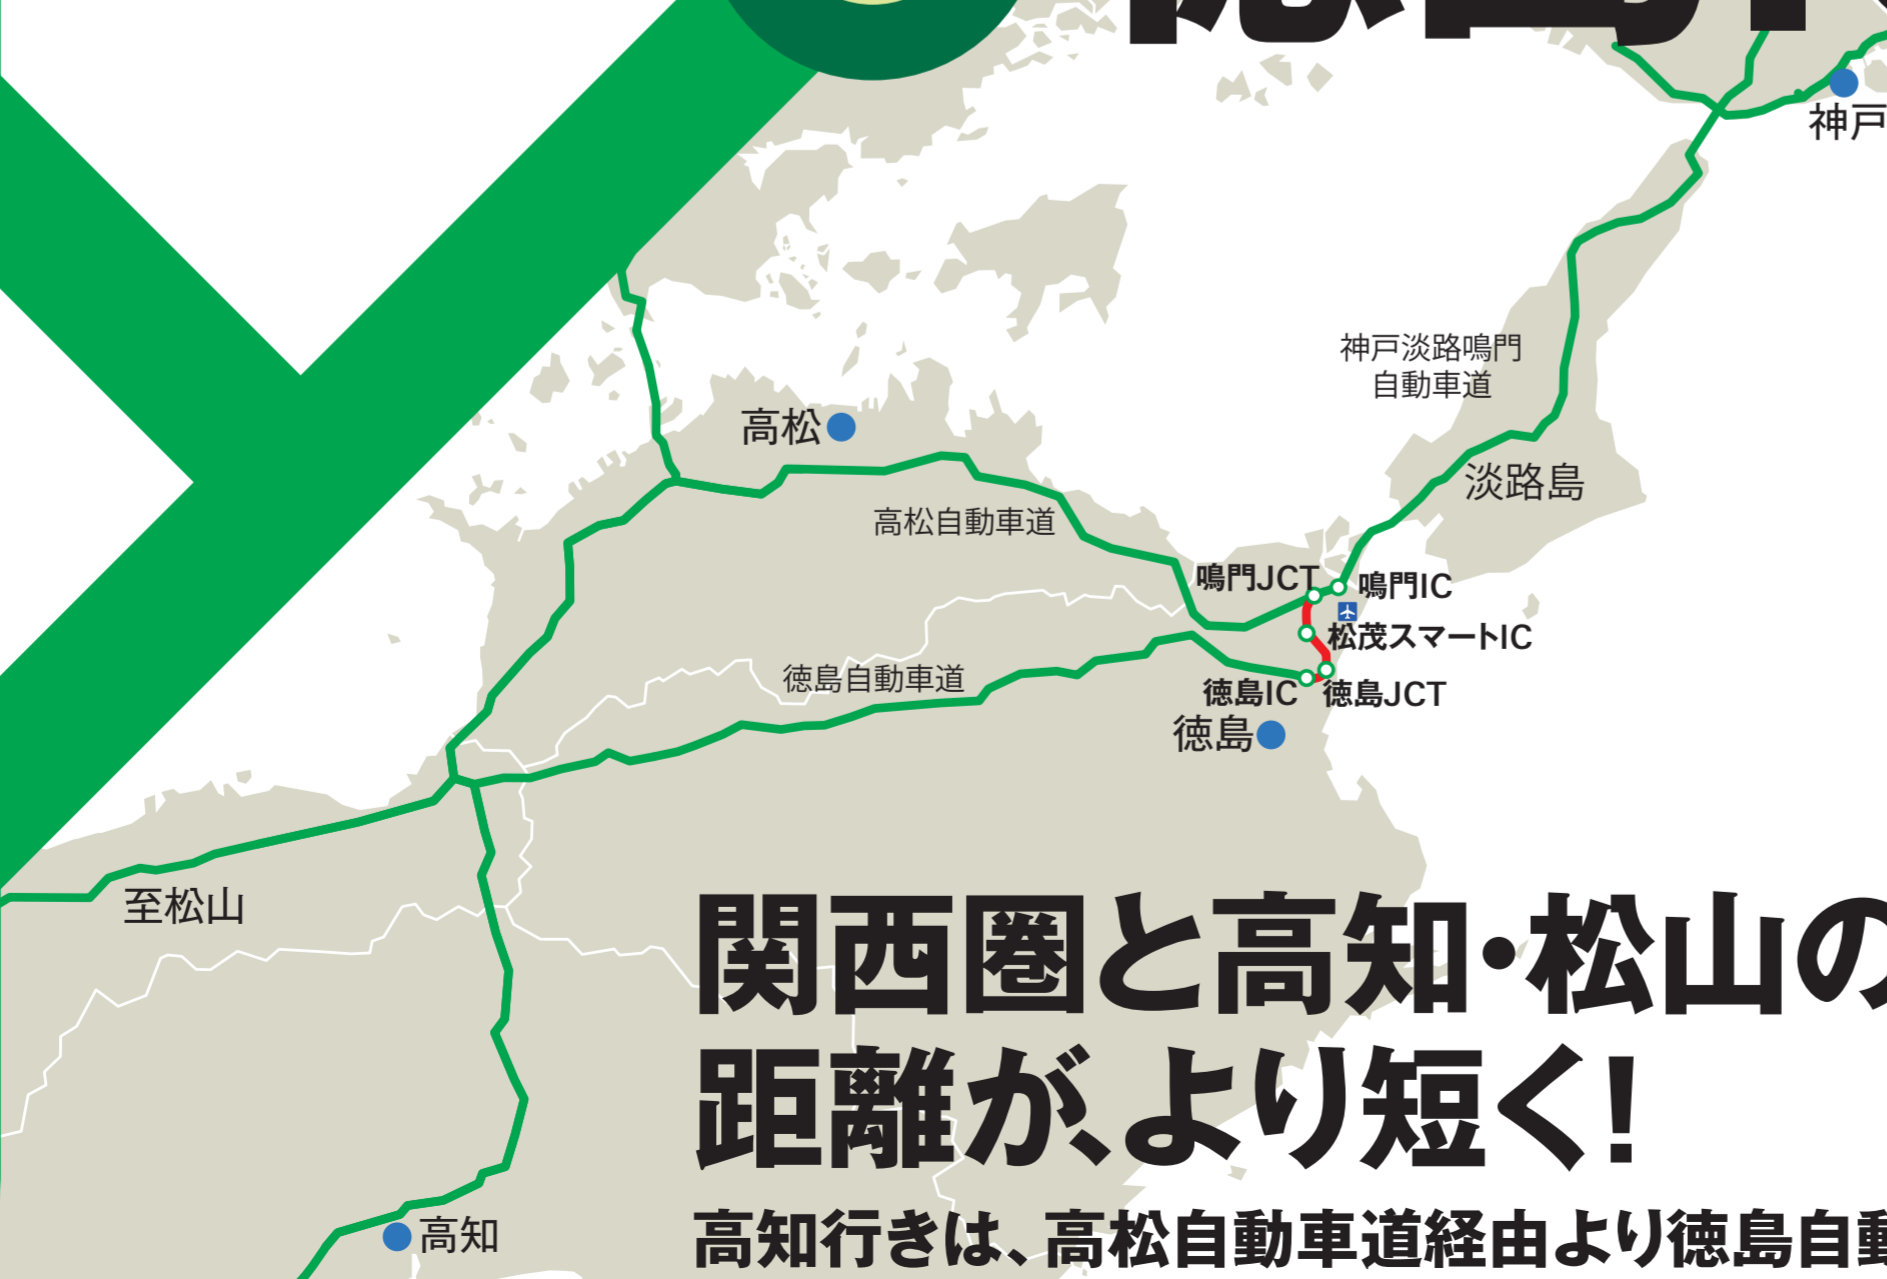 徳島
神戸
神戸淡路鳴門
自動車道
高松
淡路島
高松自動車道
鳴門JCT
鳴門IC
松茂スマートIC
徳島自動車道
徳島IC
徳島JCT
徳島
至松山
関西圏と高知・松山の
距離が、より短く!
高知行きは、高松自動車道経由より徳島自動
高知